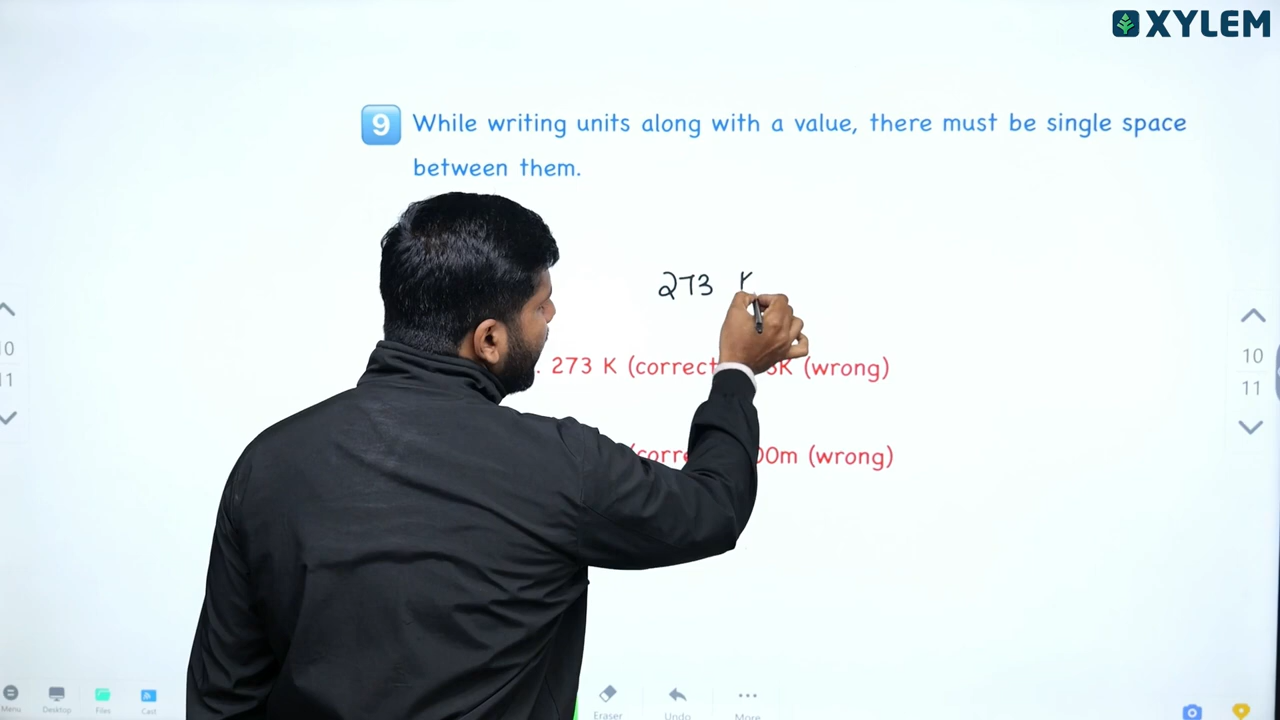 XYLEM
9 While writing units along with a value, there must be single space
between them.
273 K
273 K (correct 3K (wrong)
(corre 00m (wrong)
10
11
10
11
Menu Desktop Files Cast Eraser Undo More